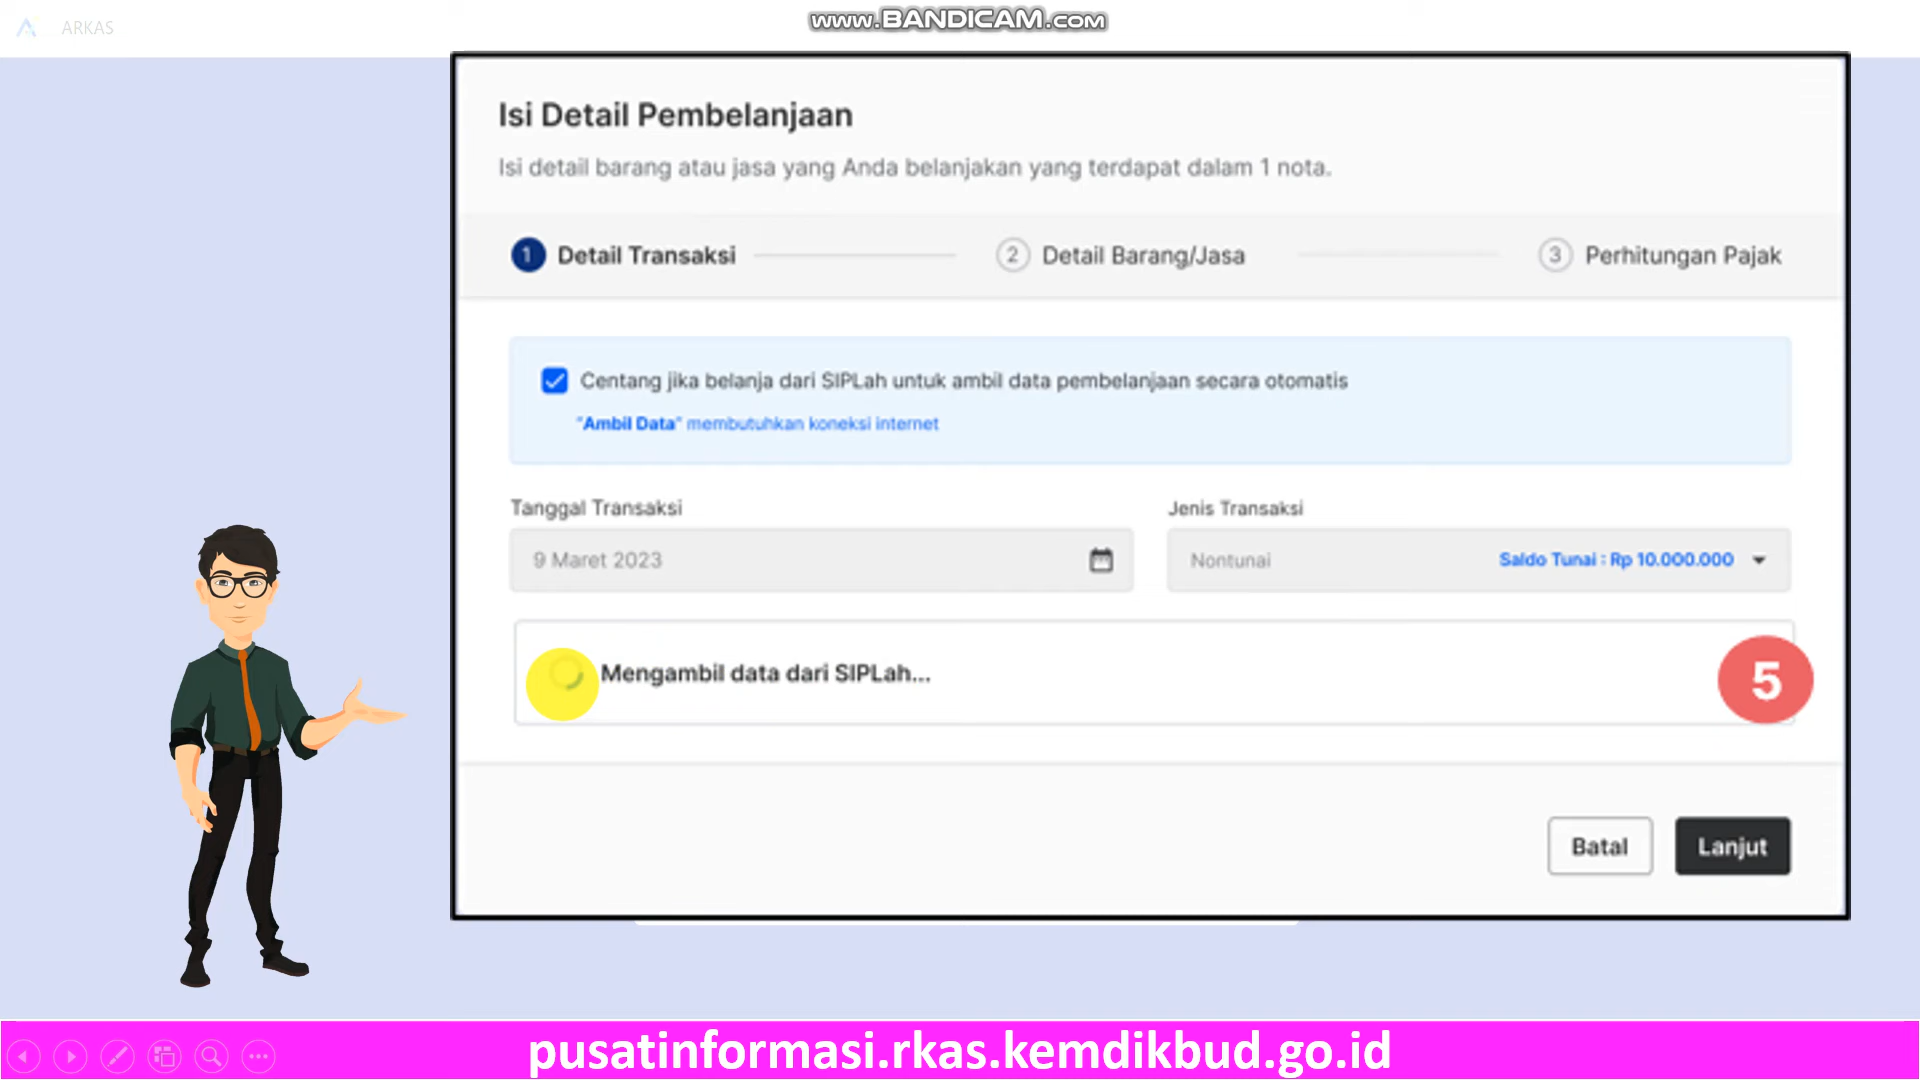 ARKAS
www.BANDICAM.com
Isi Detail Pembelanjaan
Isi detail barang atau jasa yang Anda belanjakan yang terdapat dalam 1 nota.
1 Detail Transaksi
2 Detail Barang/Jasa
3 Perhitungan Pajak
Centang jika belanja dari SIPLah untuk ambil data pembelanjaan secara otomatis
"Ambil Data" membutuhkan koneksi internet
Tanggal Transaksi
9 Maret 2023
Jenis Transaksi
Nontunai
Saldo Tunai : Rp 10.000.000
Mengambil data dari SIPLah...
5
Batal
Lanjut
pusatinformasi.rkas.kemdikbud.go.id